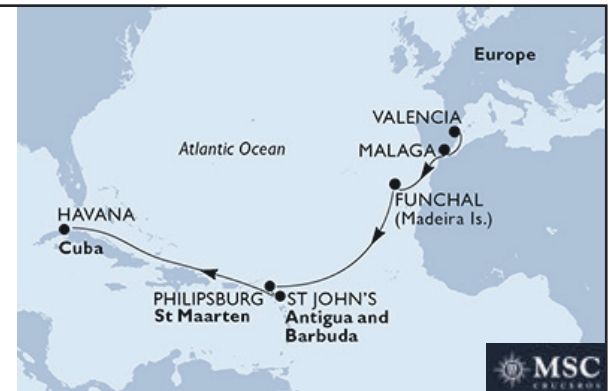 Europe
VALENCIA
MALAGA
Atlantic Ocean
FUNCHAL
(Madeira Is.)
HAVANA
Cuba
PHILIPSBURG
St Maarten
ST JOHN'S
Antigua and
Barbuda
MSC
CRUCEROS